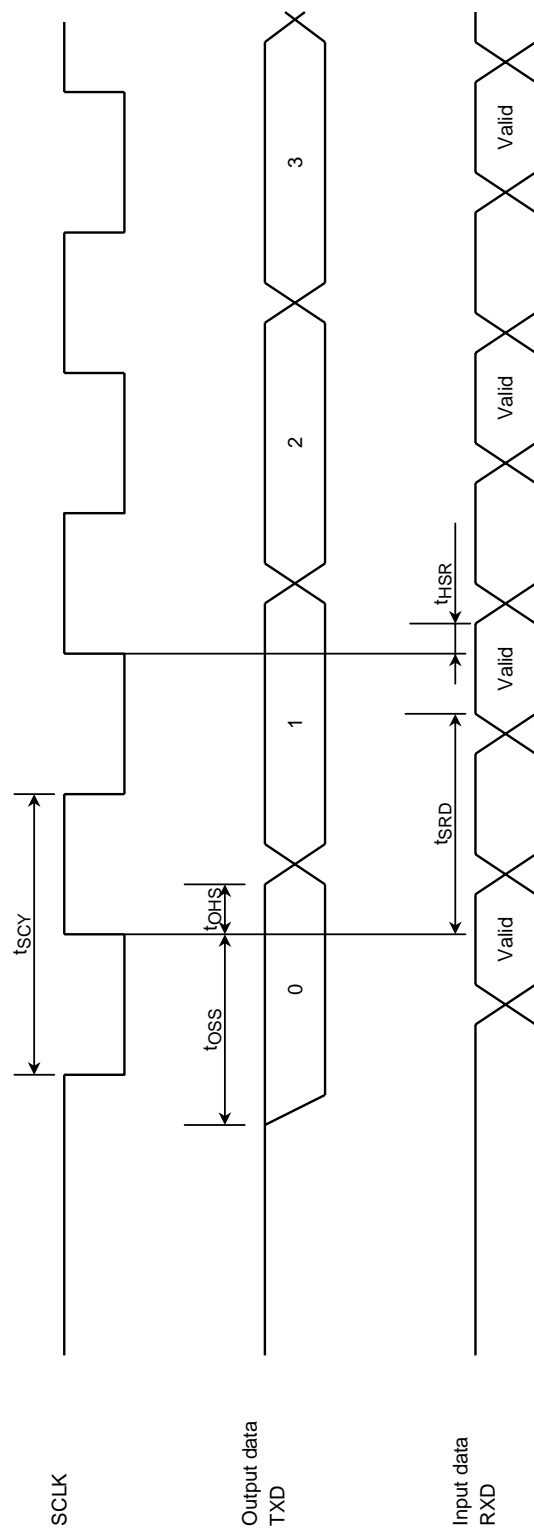 SCLK
tSCY
Output data
TXD
tOSS
tOHS
0
1
2
3
Input data
RXD
tSRD
tHSR
Valid
Valid
Valid
Valid